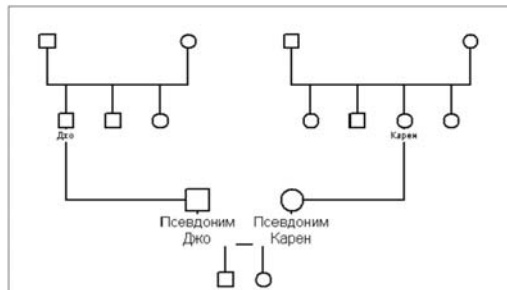 Джо
Карен
Псевдоним Псевдоним
Джо Карен